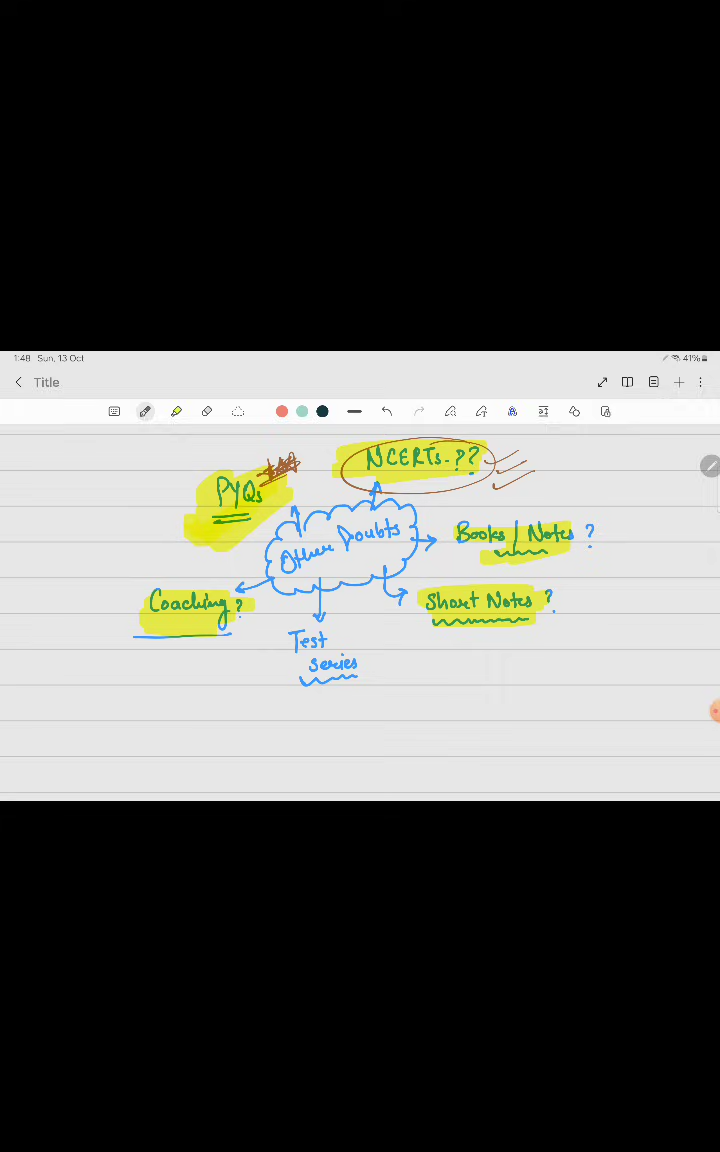 1:48 Sun, 13 Oct
41%
Title
NCERTs - ??
PYQs
Other Doubts
Books / Notes ?
Coaching ?
Short Notes ?
Test
series